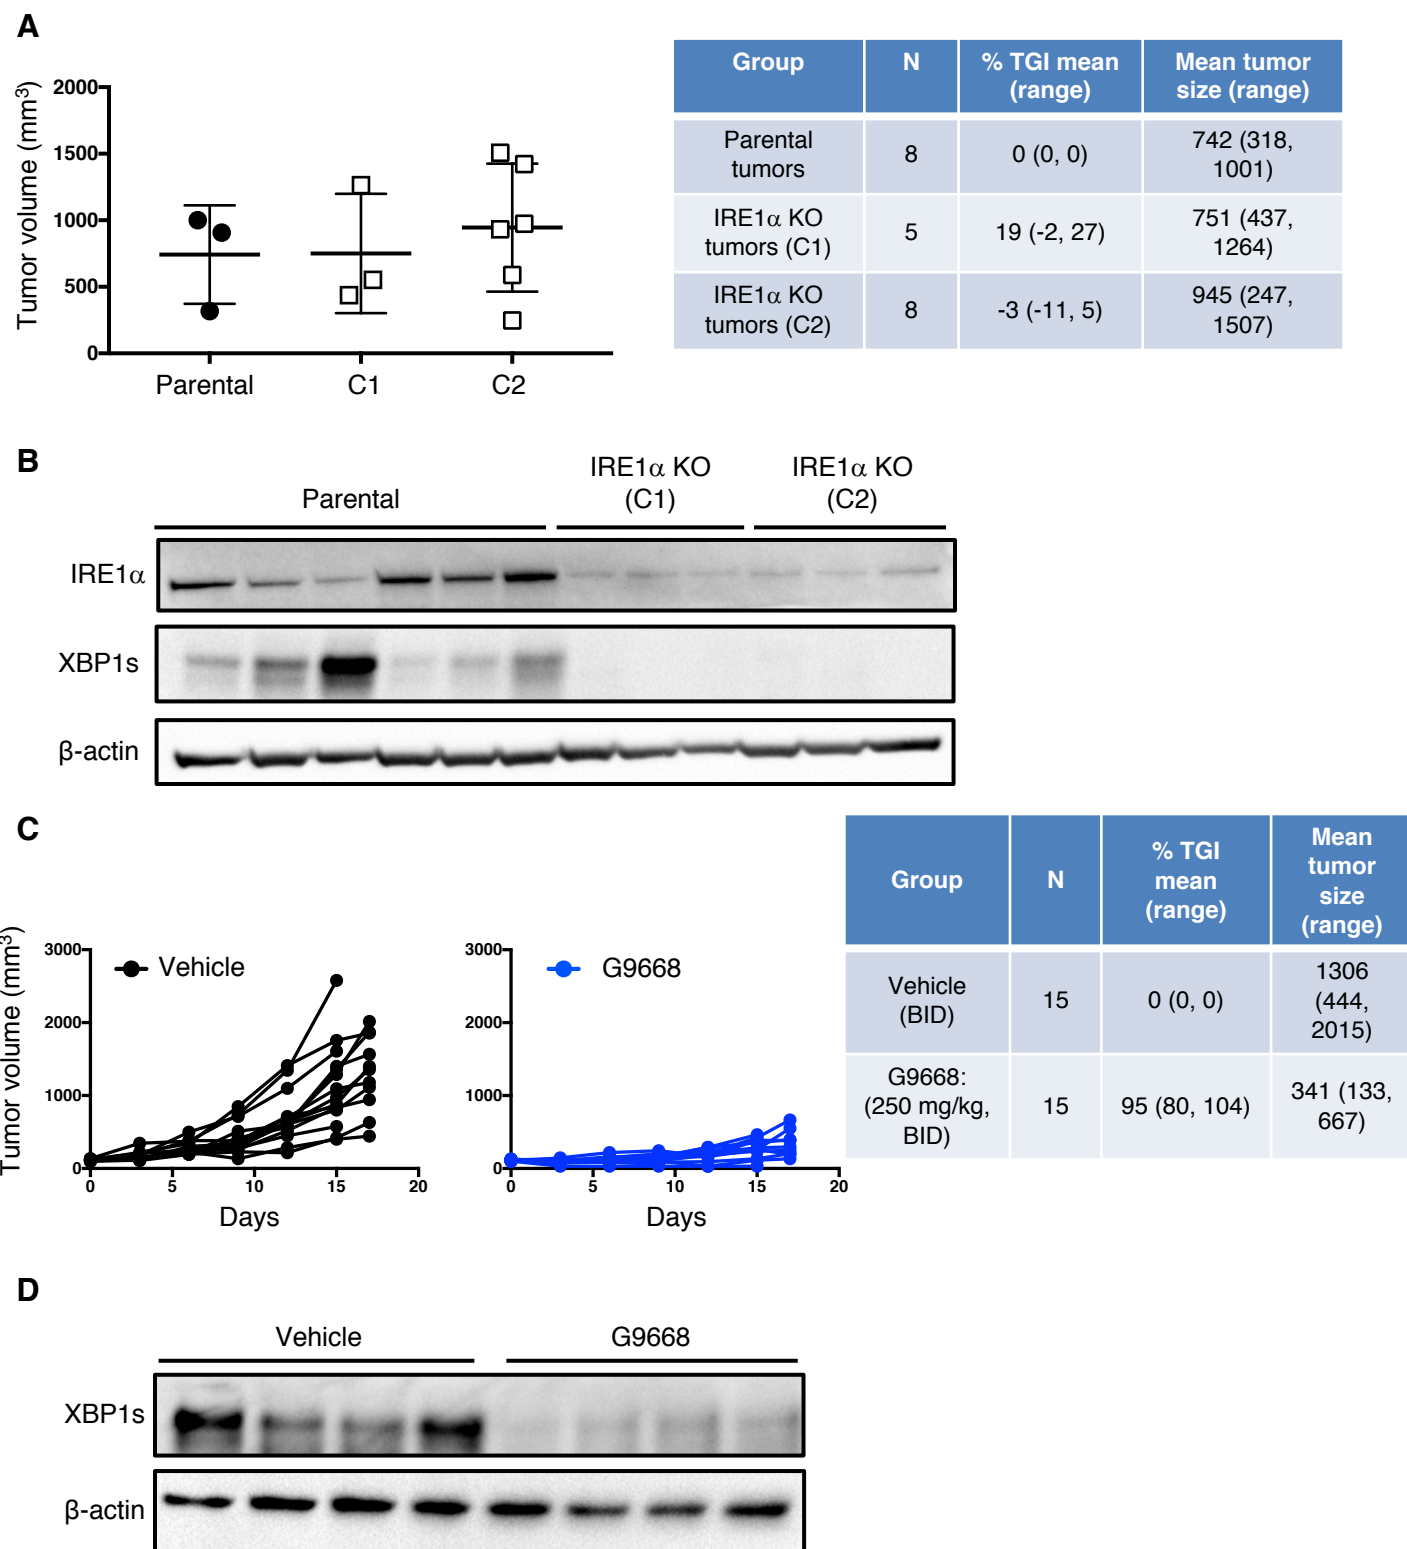 A
Tumor volume (mm3)
2000
1500
1000
500
0
Parental
C1
C2
Group
N
% TGI mean
(range)
Mean tumor
size (range)
Parental
tumors
8
0 (0, 0)
742 (318,
1001)
IRE1α KO
tumors (C1)
5
19 (-2, 27)
751 (437,
1264)
IRE1α KO
tumors (C2)
8
-3 (-11, 5)
945 (247,
1507)
B
Parental
IRE1α KO
(C1)
IRE1α KO
(C2)
IRE1α
XBP1s
β-actin
C
Tumor volume (mm3)
3000
2000
1000
0
0
5
10
15
20
Days
Vehicle
3000
2000
1000
0
0
5
10
15
20
Days
G9668
Group
N
% TGI
mean
(range)
Mean
tumor
size
(range)
Vehicle
(BID)
15
0 (0, 0)
1306
(444,
2015)
G9668:
(250 mg/kg,
BID)
15
95 (80, 104)
341 (133,
667)
D
Vehicle
G9668
XBP1s
β-actin